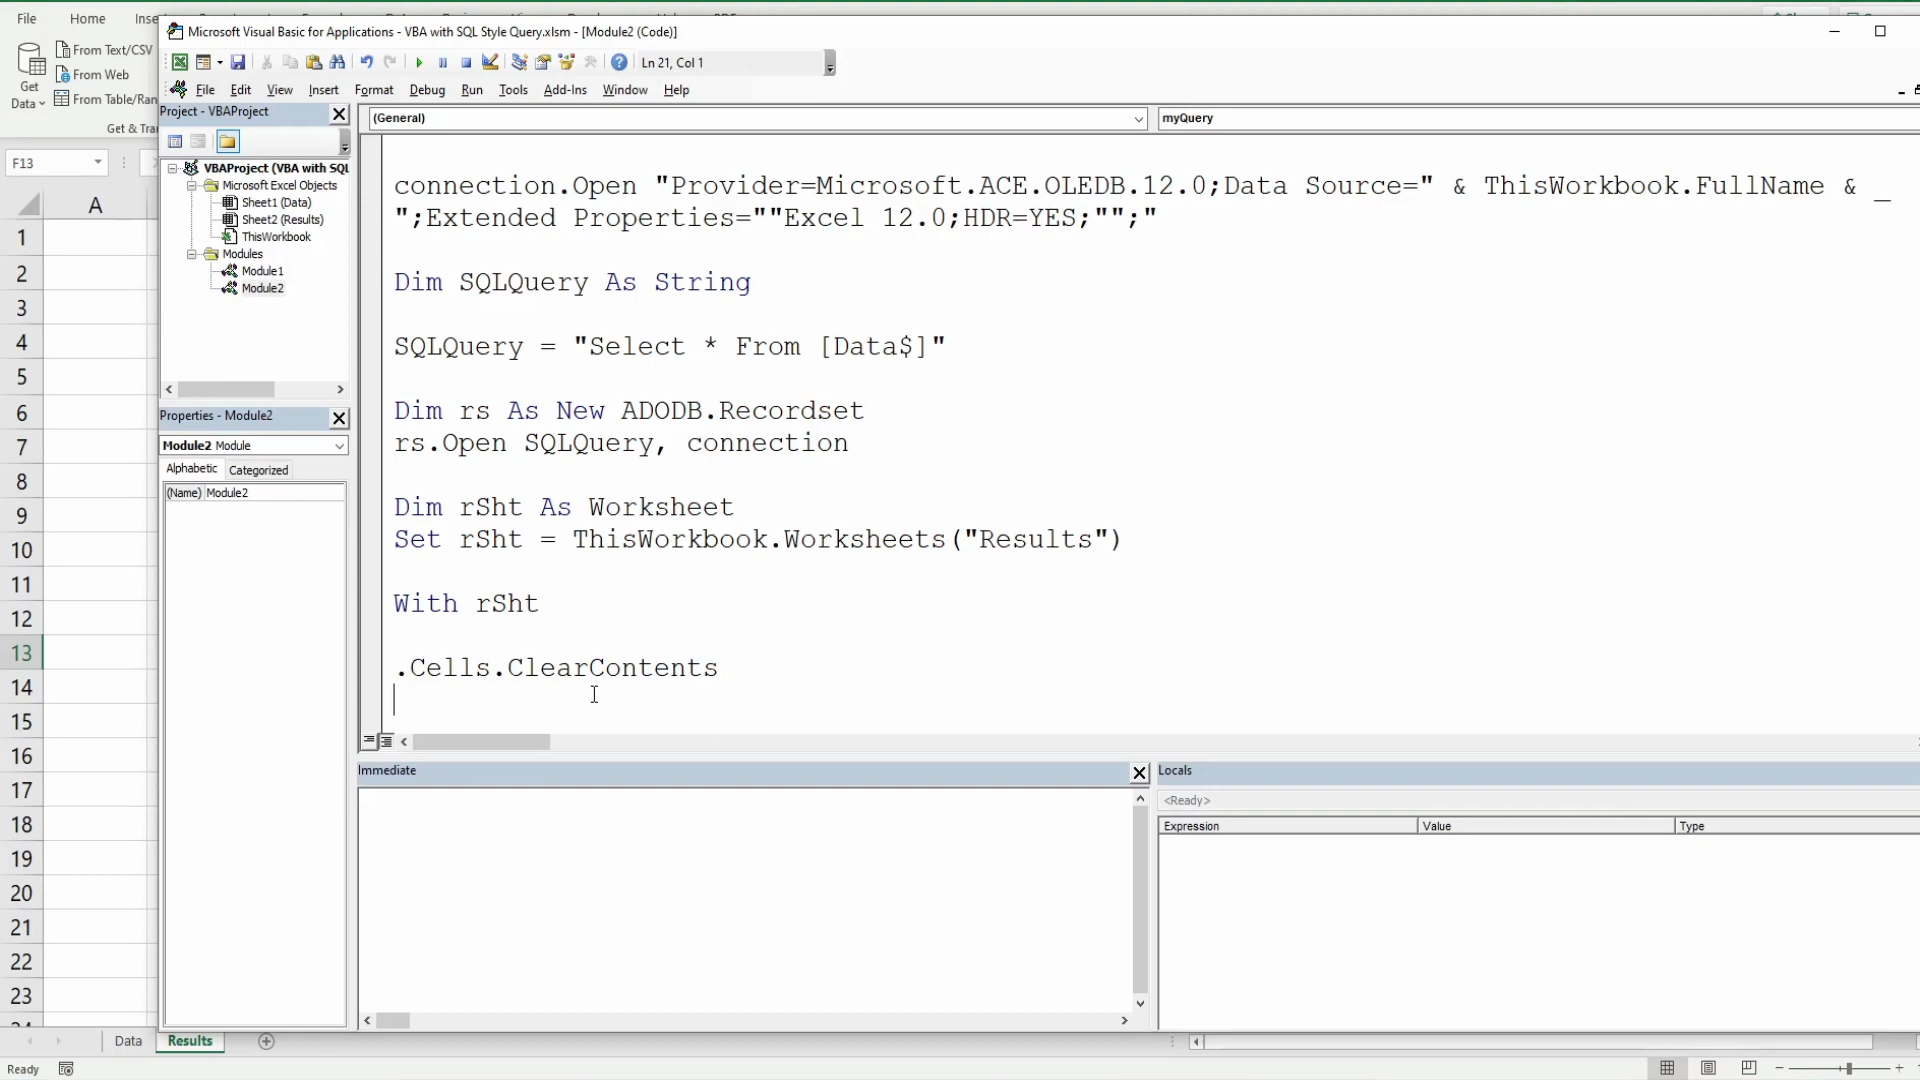 File Home Inse
Microsoft Visual Basic for Applications - VBA with SQL Style Query.xlsm - [Module2 (Code)]
Get Data
From Text/CSV
From Web
From Table/Ran
Get & Tra
Ln 21, Col 1
File Edit View Insert Format Debug Run Tools Add-Ins Window Help
Project - VBAProject
(General)
myQuery
F13
VBAProject (VBA with SQL
Microsoft Excel Objects
Sheet1 (Data)
Sheet2 (Results)
ThisWorkbook
Modules
Module1
Module2
Properties - Module2
Module2 Module
Alphabetic Categorized
(Name) Module2
connection.Open "Provider=Microsoft.ACE.OLEDB.12.0;Data Source=" & ThisWorkbook.FullName & _
";Extended Properties=""Excel 12.0;HDR=YES;"";"
Dim SQLQuery As String
SQLQuery = "Select * From [Data$]"
Dim rs As New ADODB.Recordset
rs.Open SQLQuery, connection
Dim rSht As Worksheet
Set rSht = ThisWorkbook.Worksheets("Results")
With rSht
.Cells.ClearContents
Immediate
Locals
<Ready>
Expression Value Type
A
1
2
3
4
5
6
7
8
9
10
11
12
13
14
15
16
17
18
19
20
21
22
23
Data Results
Ready